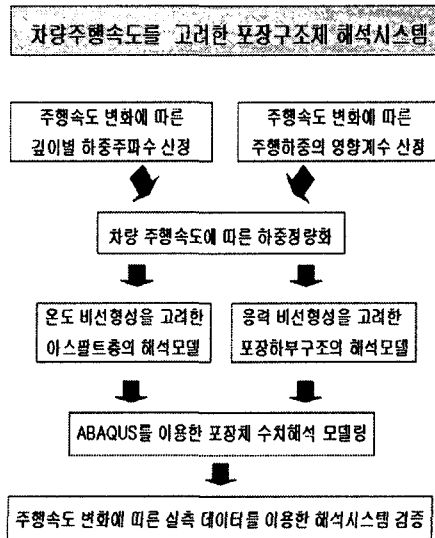 차량주행속도를 고려한 포장구조체 해석시스템
주행속도 변화에 따른
깊이별 하중주파수 산정
주행속도 변화에 따른
주행하중의 영향계수 산정
차량 주행속도에 따른 하중정량화
온도 비선형성을 고려한
아스팔트층의 해석모델
응력 비선형성을 고려한
포장하부구조의 해석모델
ABAQUS를 이용한 포장체 수치해석 모델링
주행속도 변화에 따른 실측 데이터를 이용한 해석시스템 검증